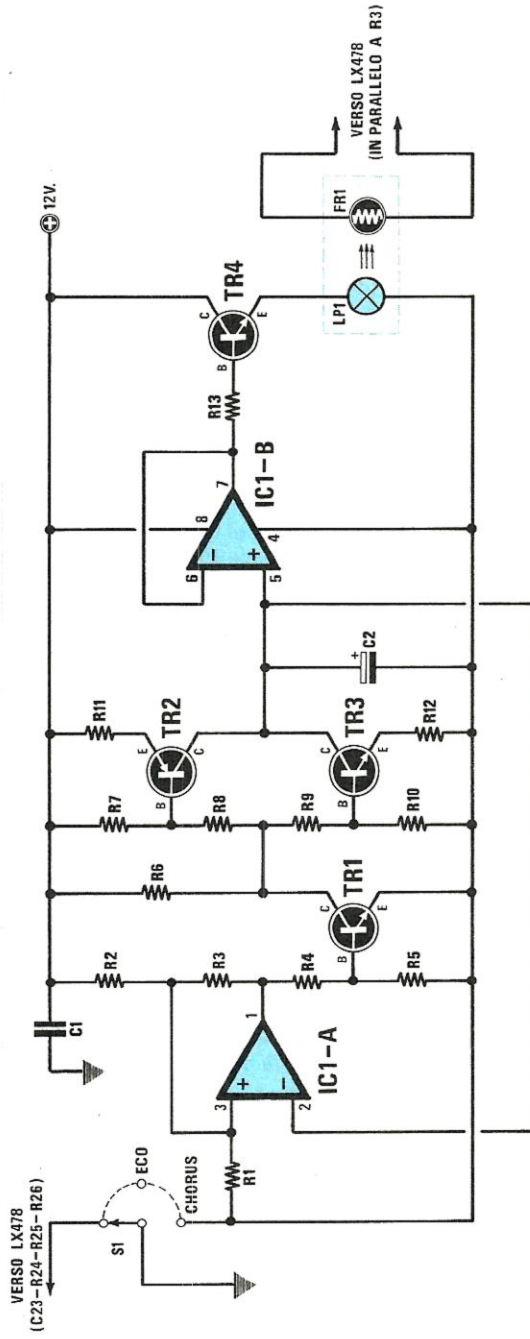 VERSO LX478
(C23-R24-R25-R26)
S1
ECO
CHORUS
C1
12V.
R1
R2
R3
R4
R5
R6
R7
R8
R9
R10
R11
R12
R13
3
2
1
+
−
IC1-A
TR1
B
C
E
TR2
B
E
C
TR3
B
C
E
+
C2
6
5
8
4
7
−
+
IC1-B
TR4
B
C
E
LP1
FR1
VERSO LX478
(IN PARALLELO A R3)